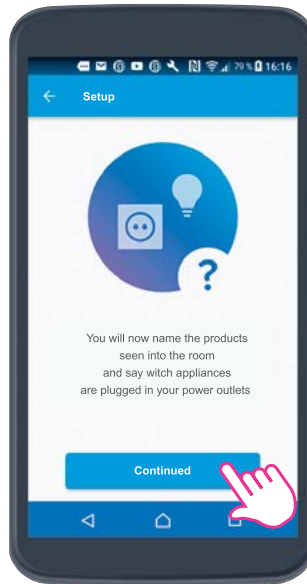 79 % 16:16
Setup
?
You will now name the products
seen into the room
and say witch appliances
are plugged in your power outlets
Continued